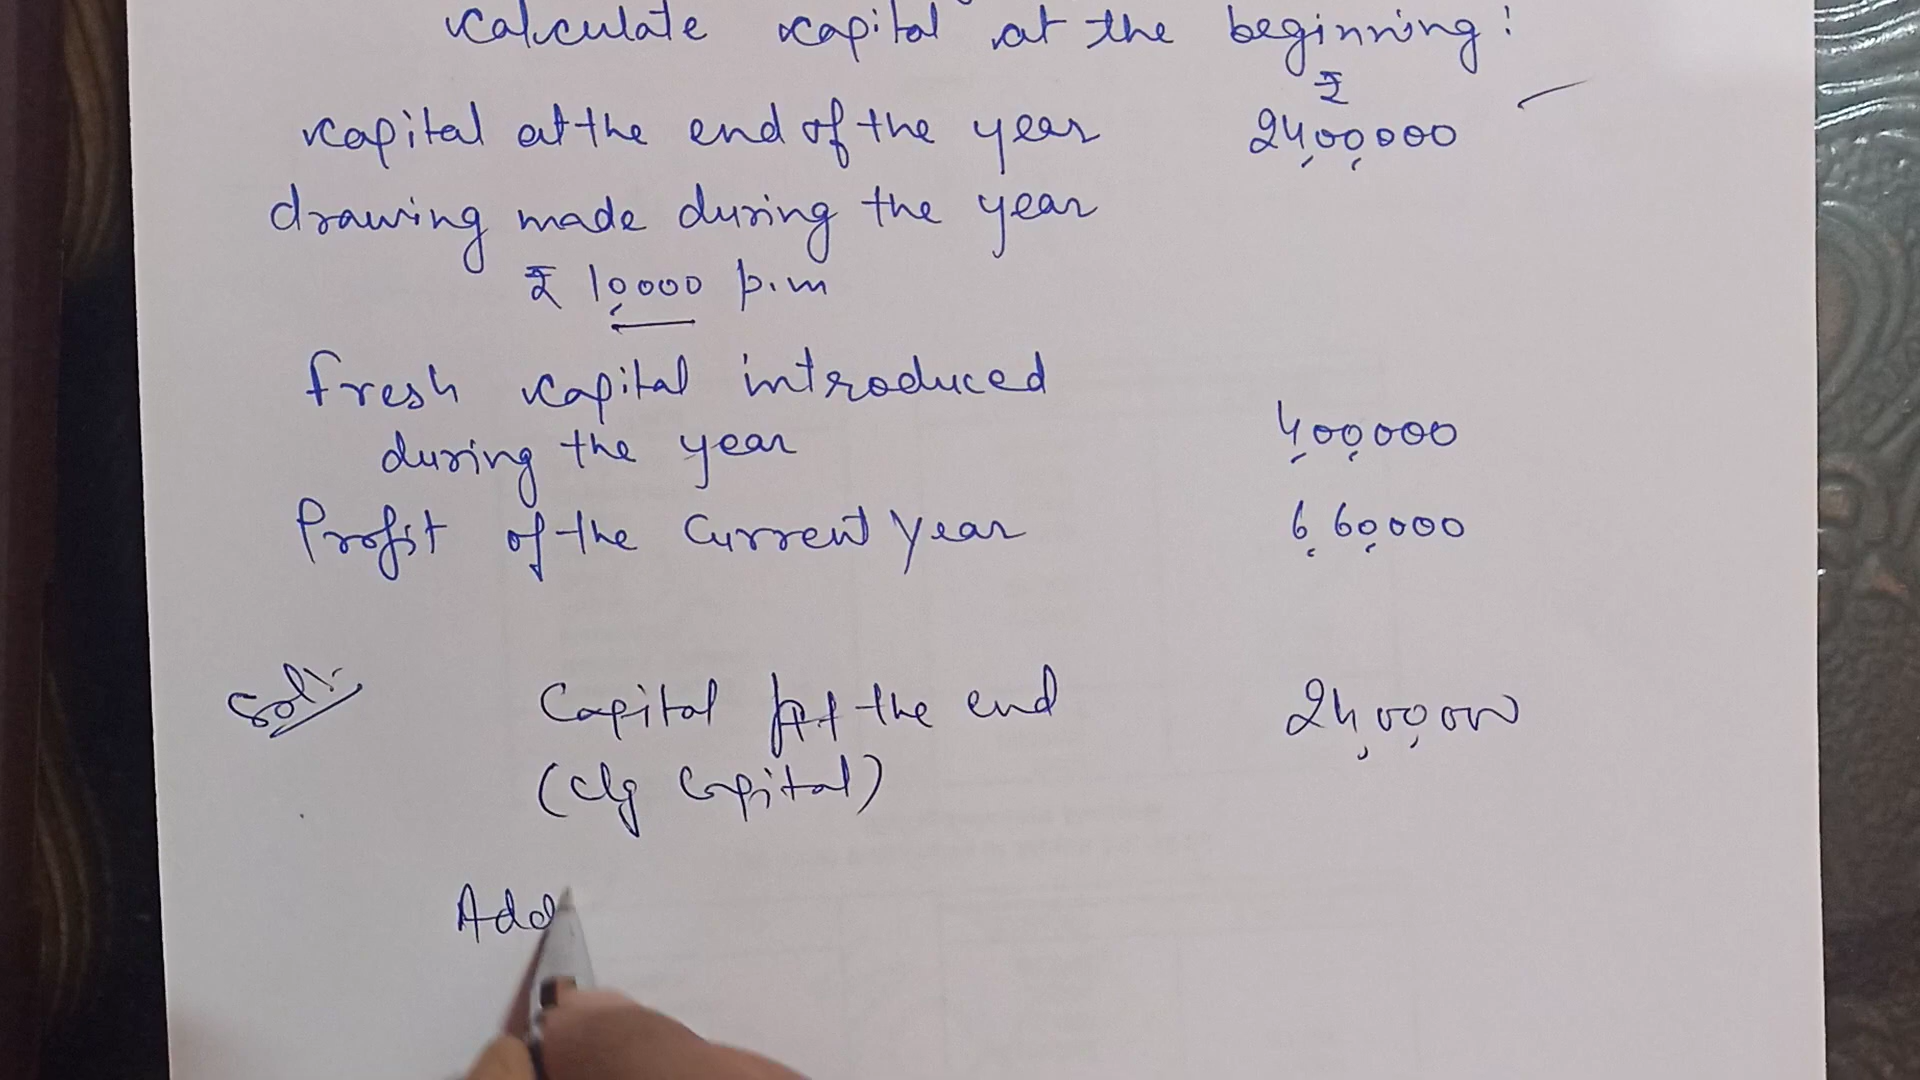 Calculate capital at the beginning:
₹
Capital at the end of the year 24,00,000
drawing made during the year
₹ 10,000 p.m
fresh capital introduced
during the year 4,00,000
Profit of the Current Year 6,60,000
Sol:
Capital At the end 24,00,000
(Clg Capital)
Add